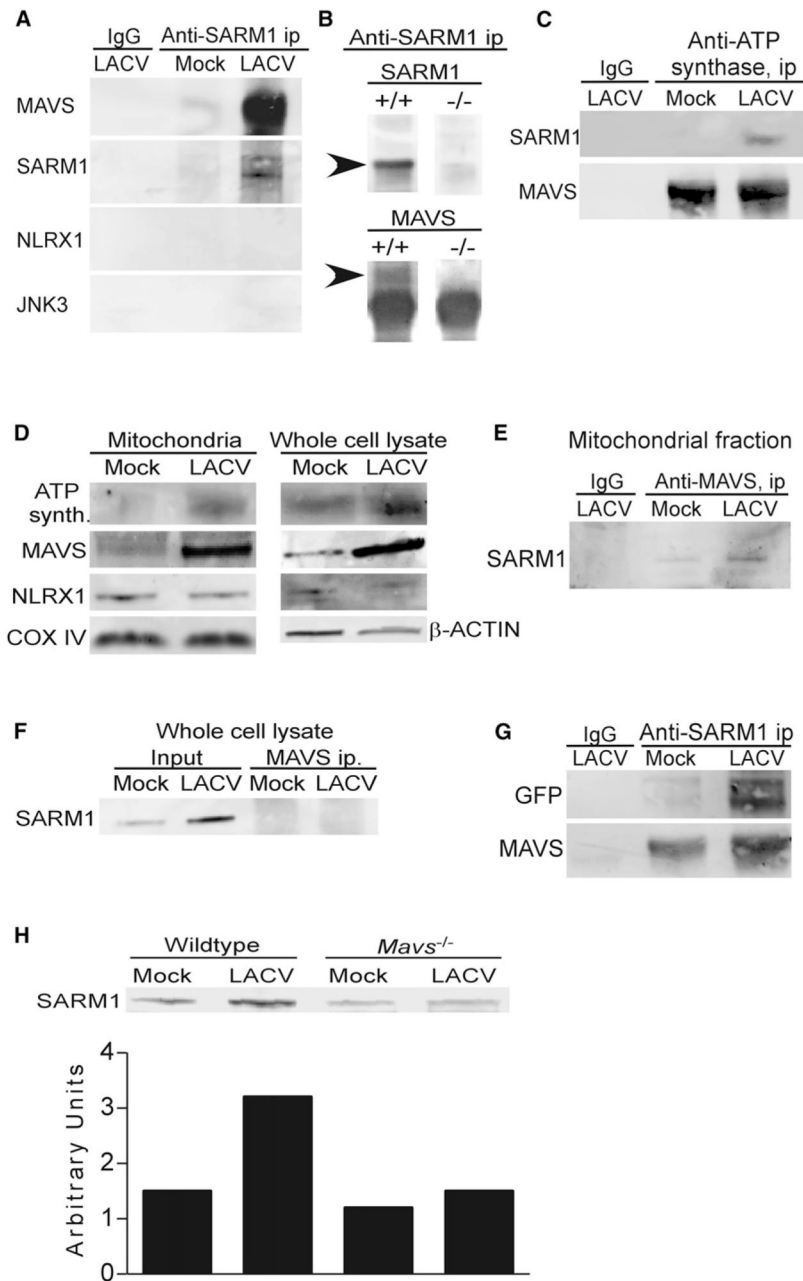 A
IgG Anti-SARM1 ip
LACV Mock LACV
MAVS
SARM1
NLRX1
JNK3
B
Anti-SARM1 ip
SARM1
+/+ -/-
MAVS
+/+ -/-
C
Anti-ATP
IgG synthase, ip
LACV Mock LACV
SARM1
MAVS
D
Mitochondria Whole cell lysate
Mock LACV Mock LACV
ATP
synth.
MAVS
NLRX1
COX IV β-ACTIN
E
Mitochondrial fraction
IgG Anti-MAVS, ip
LACV Mock LACV
SARM1
F
Whole cell lysate
Input MAVS ip.
Mock LACV Mock LACV
SARM1
G
IgG Anti-SARM1 ip
LACV Mock LACV
GFP
MAVS
H
Wildtype Mavs-/-
Mock LACV Mock LACV
SARM1
Arbitrary Units
4
3
2
1
0